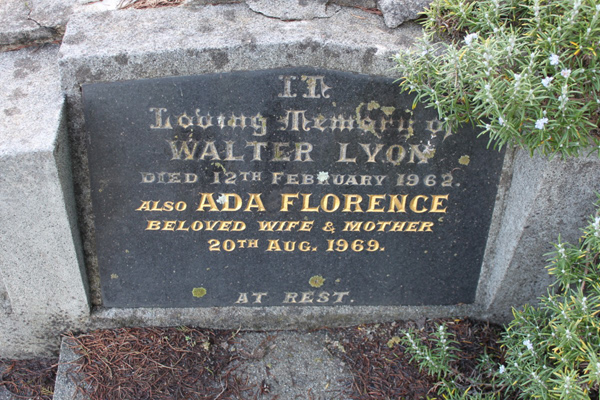 In
Loving Memory of
WALTER LYON
DIED 12TH FEBRUARY 1962.
ALSO ADA FLORENCE
BELOVED WIFE & MOTHER
20TH AUG. 1969.
AT REST.